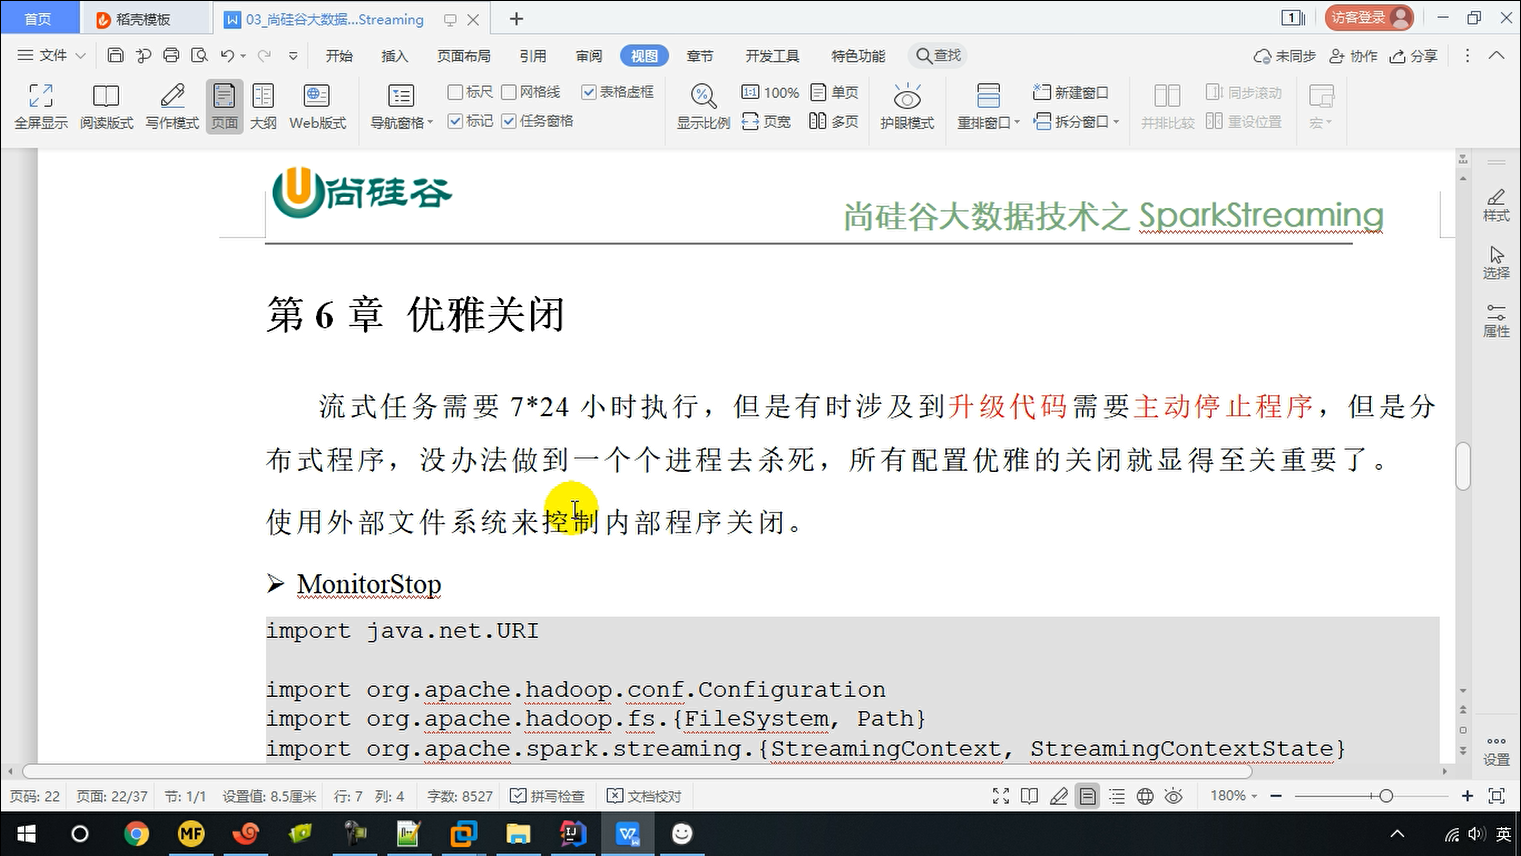 首页
稻壳模板
03_尚硅谷大数据...Streaming
1
访客登录
文件
开始
插入
页面布局
引用
审阅
视图
章节
开发工具
特色功能
查找
未同步
协作
分享
全屏显示
阅读版式
写作模式
页面
大纲
Web版式
导航窗格
标尺
网格线
表格虚框
标记
任务窗格
显示比例
1:1
100%
页宽
单页
多页
护眼模式
重排窗口
新建窗口
拆分窗口
并排比较
同步滚动
重设位置
宏
尚硅谷
尚硅谷大数据技术之 SparkStreaming
第 6 章 优雅关闭
流式任务需要 7*24 小时执行，但是有时涉及到升级代码需要主动停止程序，但是分
布式程序，没办法做到一个个进程去杀死，所有配置优雅的关闭就显得至关重要了。
使用外部文件系统来控制内部程序关闭。
➢ MonitorStop
import java.net.URI
import org.apache.hadoop.conf.Configuration
import org.apache.hadoop.fs.{FileSystem, Path}
import org.apache.spark.streaming.{StreamingContext, StreamingContextState}
样式
选择
属性
设置
页码: 22
页面: 22/37
节: 1/1
设置值: 8.5厘米
行: 7
列: 4
字数: 8527
拼写检查
文档校对
180%
MF
英